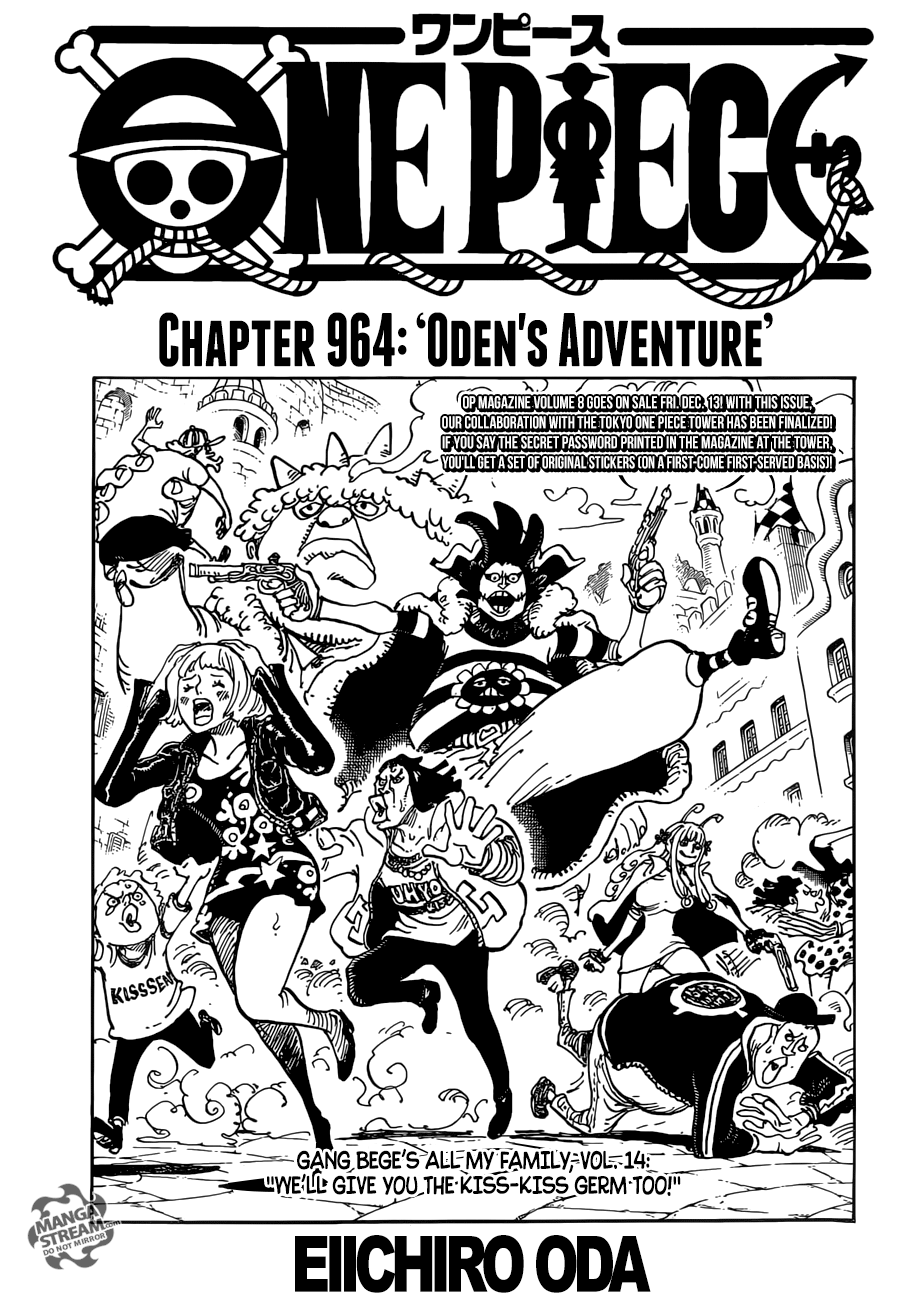 ワンピース
ONE PIECE
CHAPTER 964: ‘ODEN'S ADVENTURE’
OP MAGAZINE VOLUME 8 GOES ON SALE FRI. DEC. 13! WITH THIS ISSUE,
OUR COLLABORATION WITH THE TOKYO ONE PIECE TOWER HAS BEEN FINALIZED!
IF YOU SAY THE SECRET PASSWORD PRINTED IN THE MAGAZINE AT THE TOWER,
YOU'LL GET A SET OF ORIGINAL STICKERS (ON A FIRST-COME FIRST-SERVED BASIS)!
UMIYO
KISSSEN
GANG BEGE'S ALL MY FAMILY, VOL. 14:
"WE'LL GIVE YOU THE KISS-KISS GERM TOO!"
MANGA
STREAM.com
DO NOT MIRROR
EIICHIRO ODA